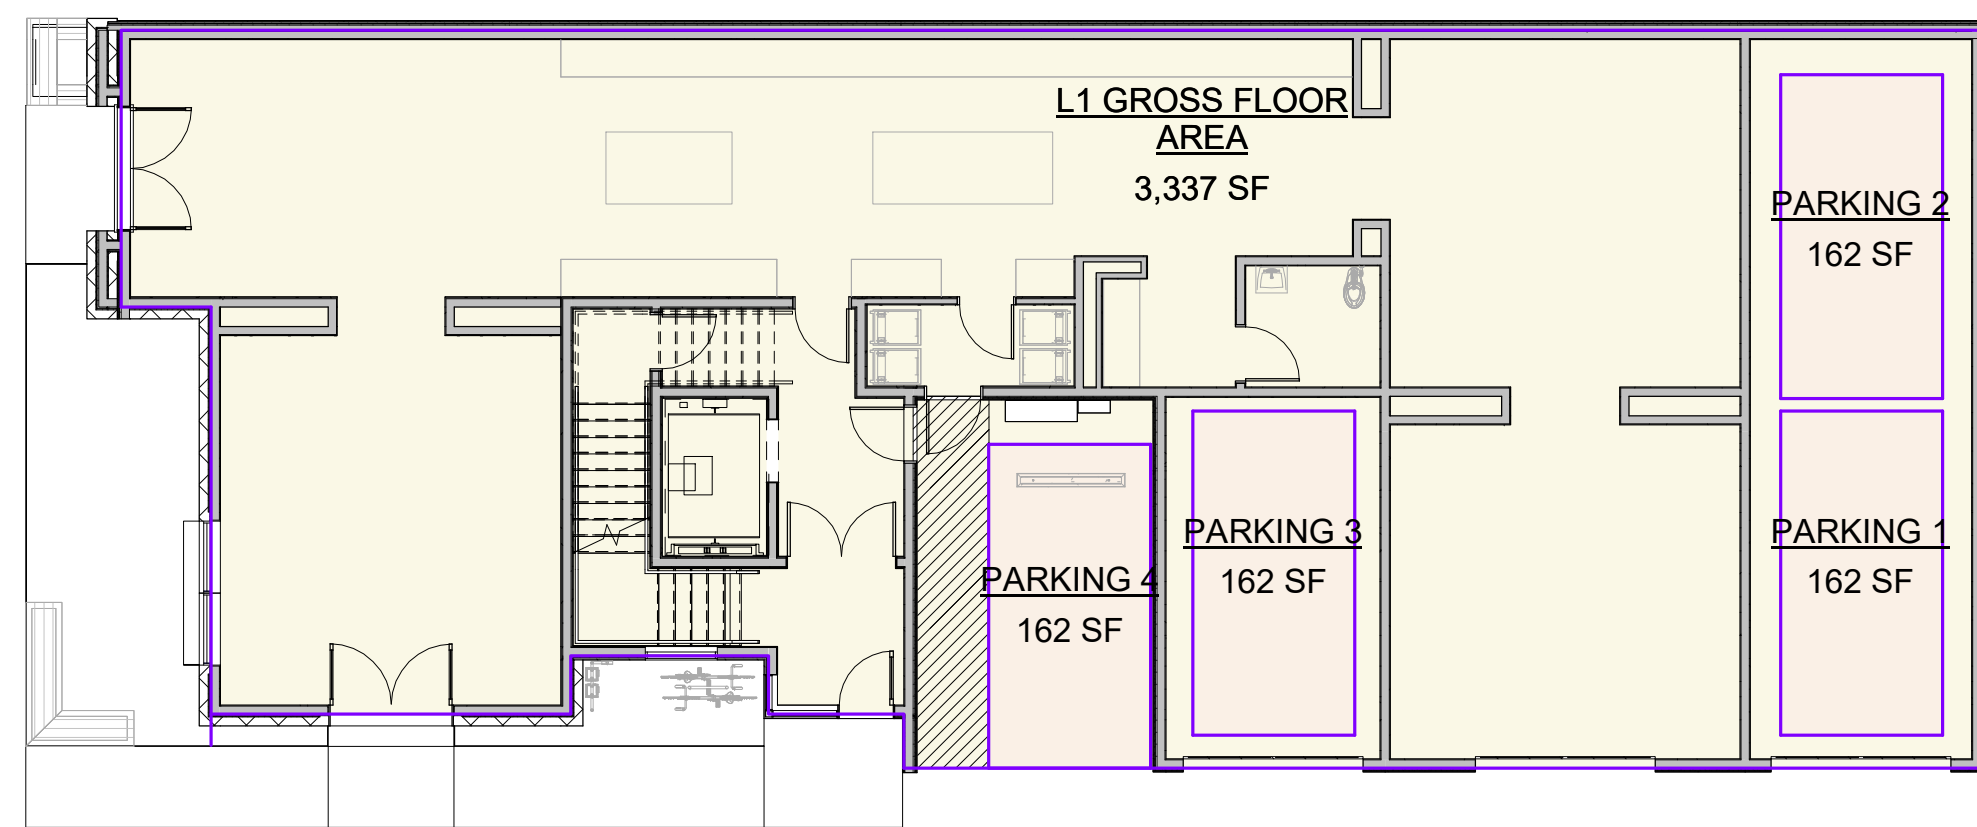 L1 GROSS FLOOR
AREA
3,337 SF
PARKING 2
162 SF
PARKING 3
162 SF
PARKING 1
162 SF
PARKING 4
162 SF